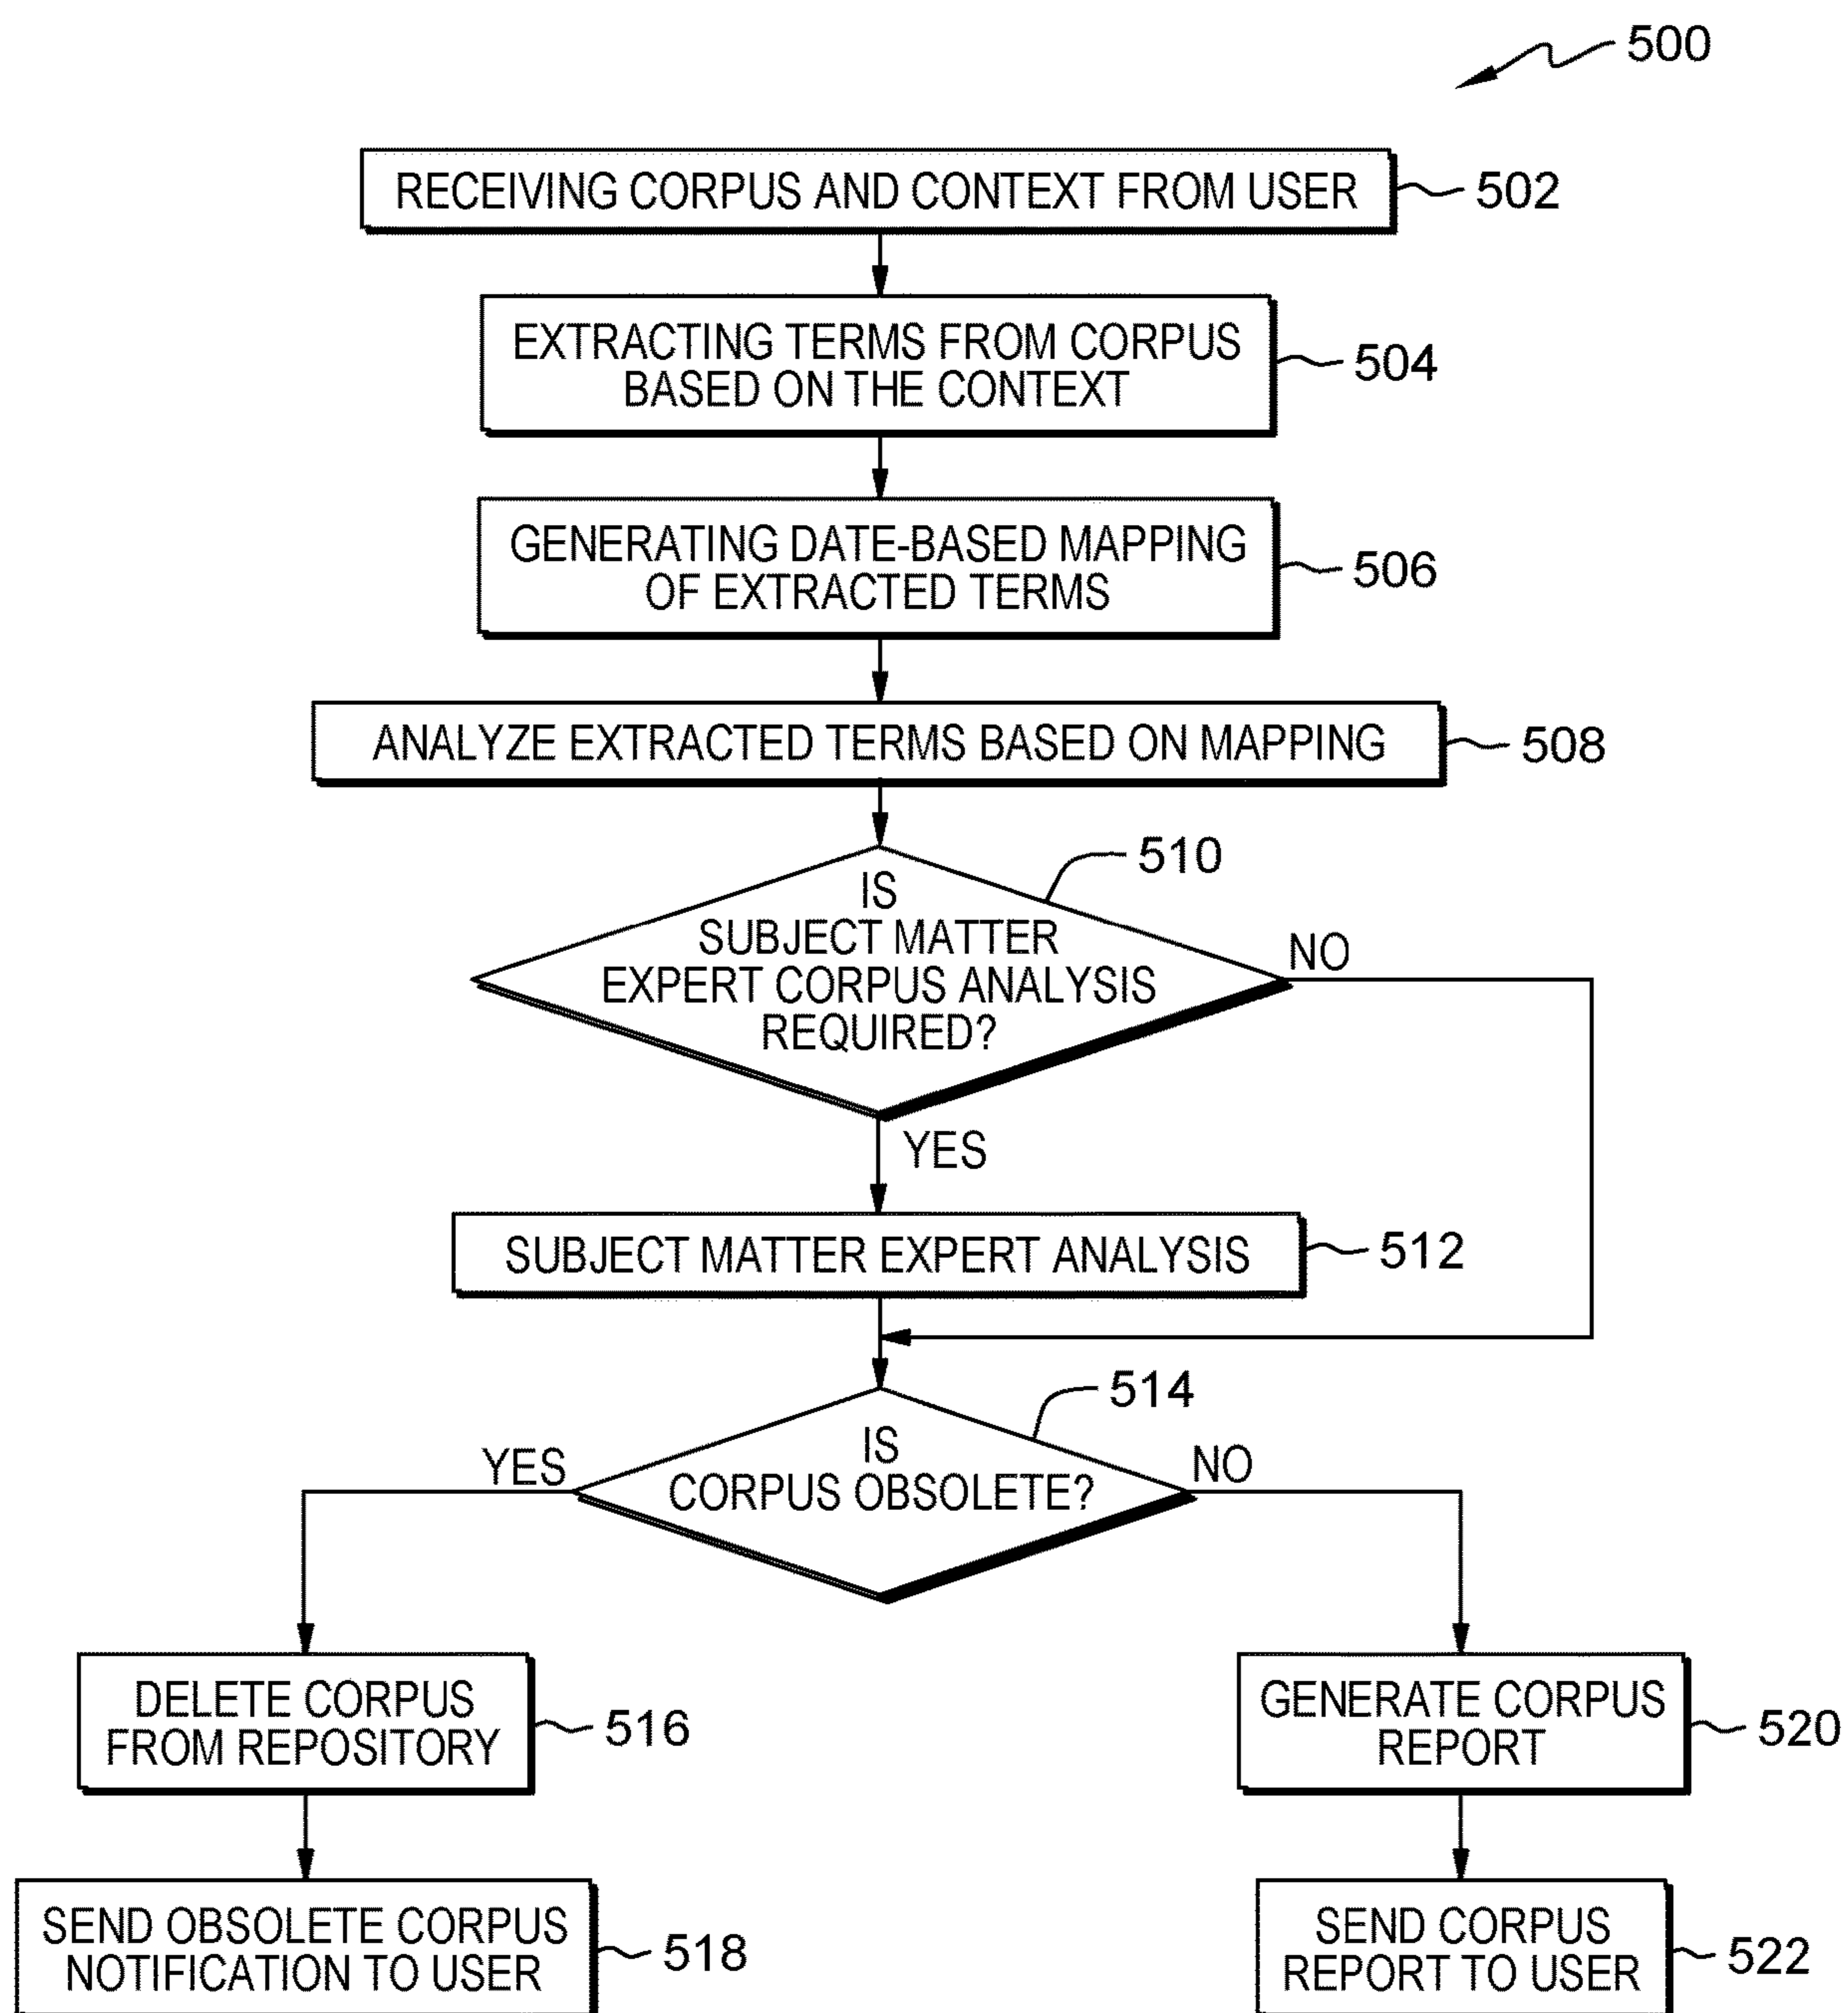 500
RECEIVING CORPUS AND CONTEXT FROM USER
502
EXTRACTING TERMS FROM CORPUS
BASED ON THE CONTEXT
504
GENERATING DATE-BASED MAPPING
OF EXTRACTED TERMS
506
ANALYZE EXTRACTED TERMS BASED ON MAPPING
508
510
IS
SUBJECT MATTER
EXPERT CORPUS ANALYSIS
REQUIRED?
NO
YES
SUBJECT MATTER EXPERT ANALYSIS
512
514
IS
CORPUS OBSOLETE?
YES
NO
DELETE CORPUS
FROM REPOSITORY
516
GENERATE CORPUS
REPORT
520
SEND OBSOLETE CORPUS
NOTIFICATION TO USER
518
SEND CORPUS
REPORT TO USER
522